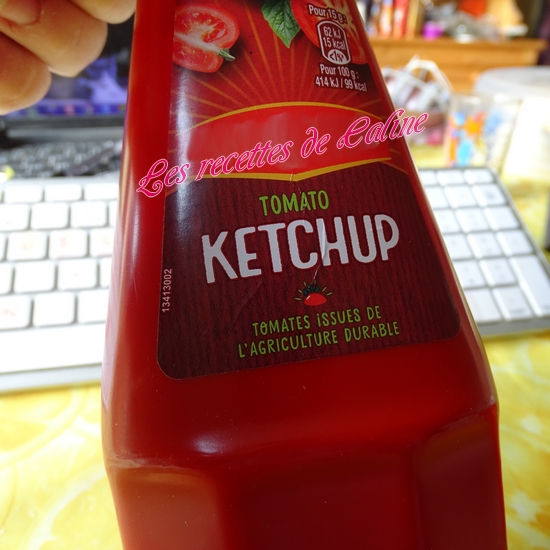 Pour 15 g:
62 kJ
15 kcal
Pour 100 g:
414 kJ / 99 kcal
Les recettes de Caline
TOMATO
KETCHUP
TOMATES ISSUES DE
L'AGRICULTURE DURABLE
13413002